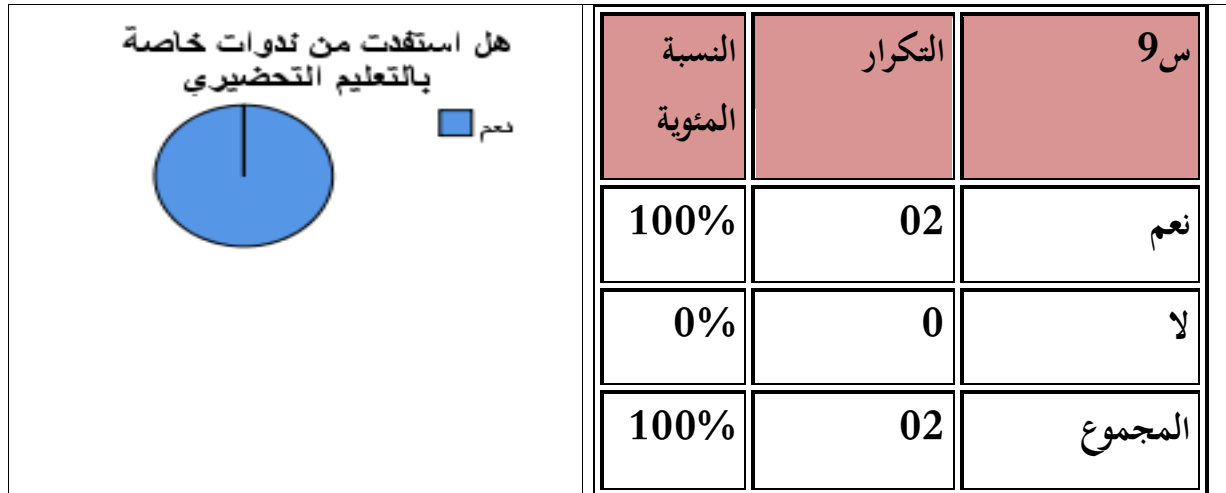 هل استفدت من ندوات خاصة
بالتعليم التحضيري
نعم
س9 التكرار النسبة
المئوية
نعم 02 100%
لا 0 0%
المجموع 02 100%